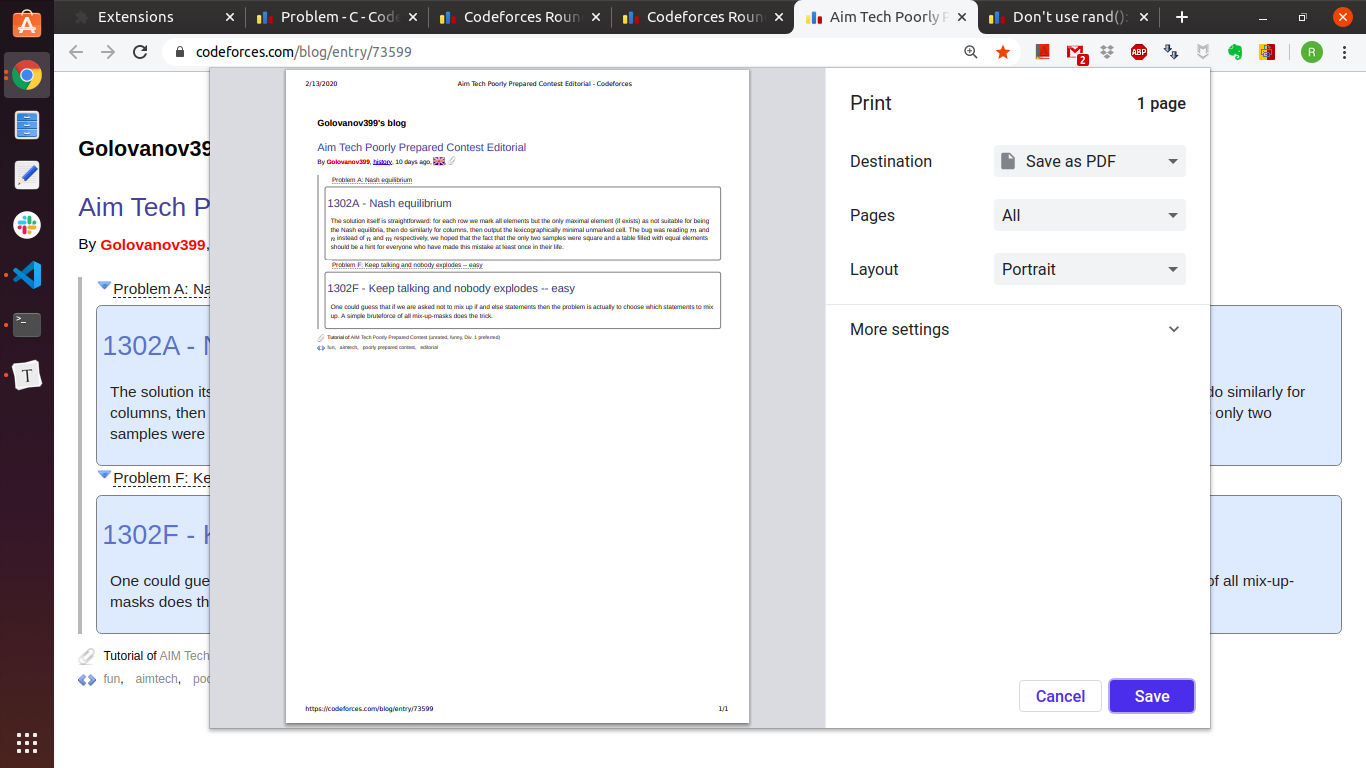 Extensions
Problem - C - Code
Codeforces Roun
Codeforces Roun
Aim Tech Poorly P
Don't use rand():
codeforces.com/blog/entry/73599
2
ABP
R
Golovanov39
Aim Tech P
By Golovanov399,
Problem A: Na
1302A - N
The solution its
do similarly for
columns, then
only two
samples were
Problem F: Ke
1302F - K
One could gue
of all mix-up-
masks does th
Tutorial of AIM Tech
fun, aimtech, poo
2/13/2020
Aim Tech Poorly Prepared Contest Editorial - Codeforces
Golovanov399's blog
Aim Tech Poorly Prepared Contest Editorial
By Golovanov399, history, 10 days ago,
Problem A: Nash equilibrium
1302A - Nash equilibrium
The solution itself is straightforward: for each row we mark all elements but the only maximal element (if exists) as not suitable for being
the Nash equilibria, then do similarly for columns, then output the lexicographically minimal unmarked cell. The bug was reading m and
n instead of n and m respectively, we hoped that the fact that the only two samples were square and a table filled with equal elements
should be a hint for everyone who have made this mistake at least once in their life.
Problem F: Keep talking and nobody explodes -- easy
1302F - Keep talking and nobody explodes -- easy
One could guess that if we are asked not to mix up if and else statements then the problem is actually to choose which statements to mix
up. A simple bruteforce of all mix-up-masks does the trick.
Tutorial of AIM Tech Poorly Prepared Contest (unrated, funny, Div. 1 preferred)
fun, aimtech, poorly prepared contest, editorial
https://codeforces.com/blog/entry/73599
1/1
Print
1 page
Destination
Save as PDF
Pages
All
Layout
Portrait
More settings
Cancel
Save